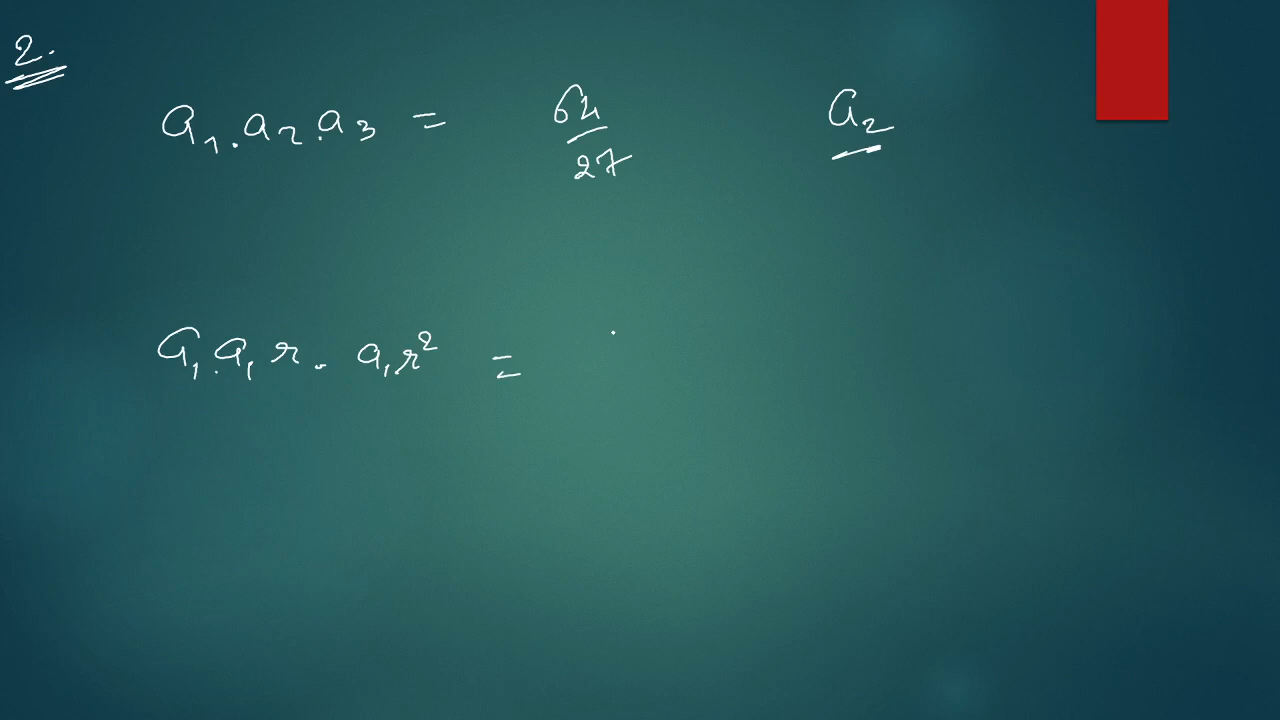 2.
a₁.a₂.a₃ = 64/27 a₂
a₁.a₁r.a₁r² =